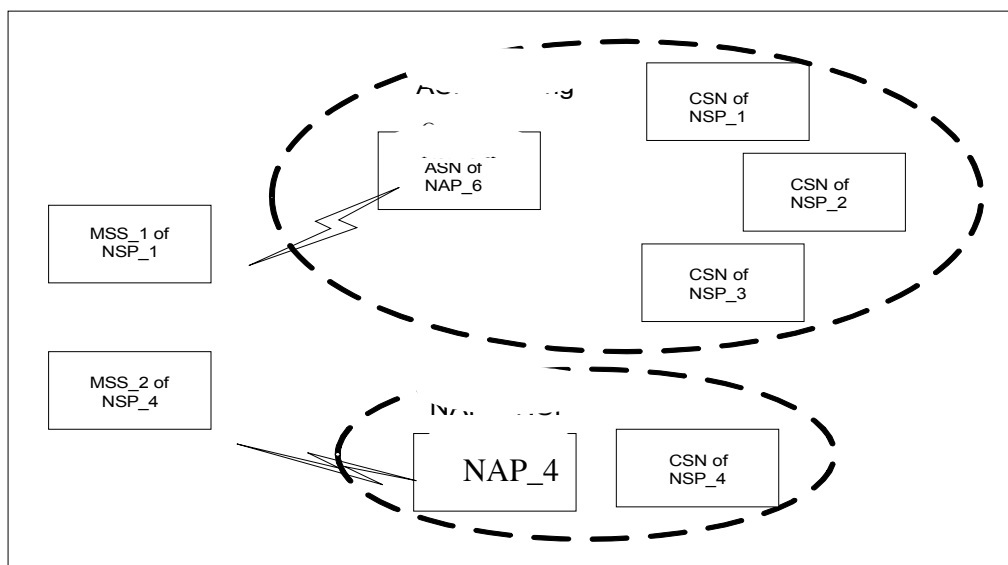 CSN of
NSP_1
ASN of
NAP_6
CSN of
NSP_2
MSS_1 of
NSP_1
CSN of
NSP_3
MSS_2 of
NSP_4
NAP_4
CSN of
NSP_4